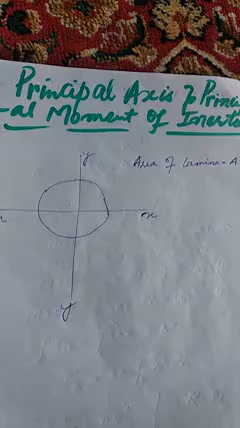 Principal Axis & Princi
-al Moment of Inerti
y
Area of Lamina = A
x
x
y